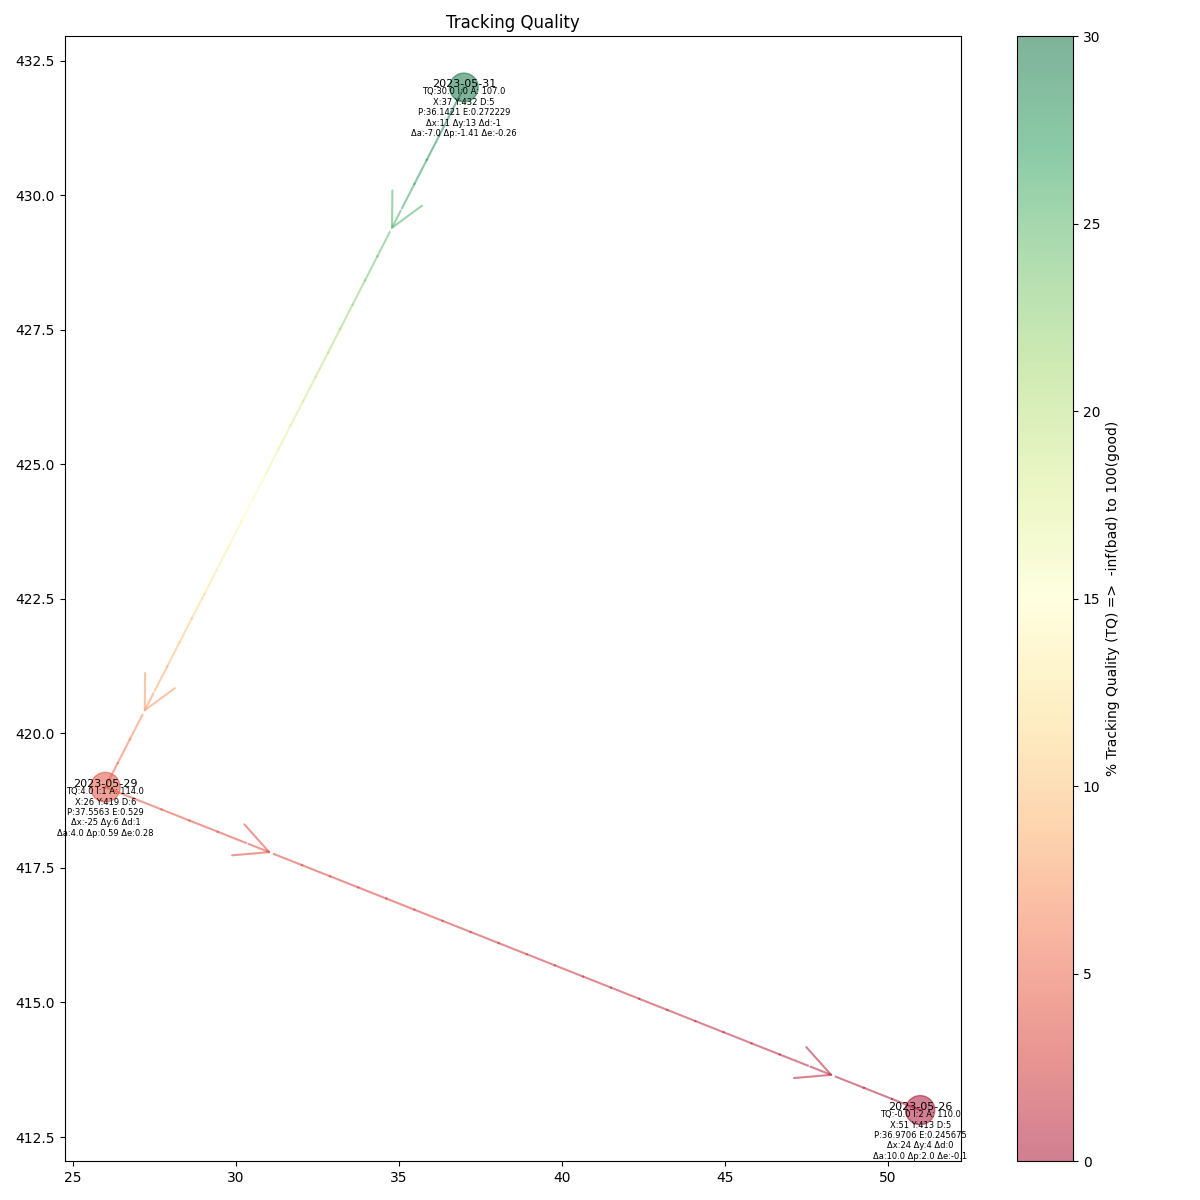 Tracking Quality
432.5
430.0
427.5
425.0
422.5
420.0
417.5
415.0
412.5
25
30
35
40
45
50
2023-05-31
TQ:30.0 I:0 A: 107.0
X:37 Y:432 D:5
P:36.1421 E:0.272229
Δx:11 Δy:13 Δd:-1
Δa:-7.0 Δp:-1.41 Δe:-0.26
2023-05-29
TQ:4.0 I:1 A: 114.0
X:26 Y:419 D:6
P:37.5563 E:0.529
Δx:-25 Δy:6 Δd:1
Δa:4.0 Δp:0.59 Δe:0.28
2023-05-26
TQ:-0.0 I:2 A: 110.0
X:51 Y:413 D:5
P:36.9706 E:0.245675
Δx:24 Δy:4 Δd:0
Δa:10.0 Δp:2.0 Δe:-0.1
30
25
20
15
10
5
0
% Tracking Quality (TQ) => -inf(bad) to 100(good)